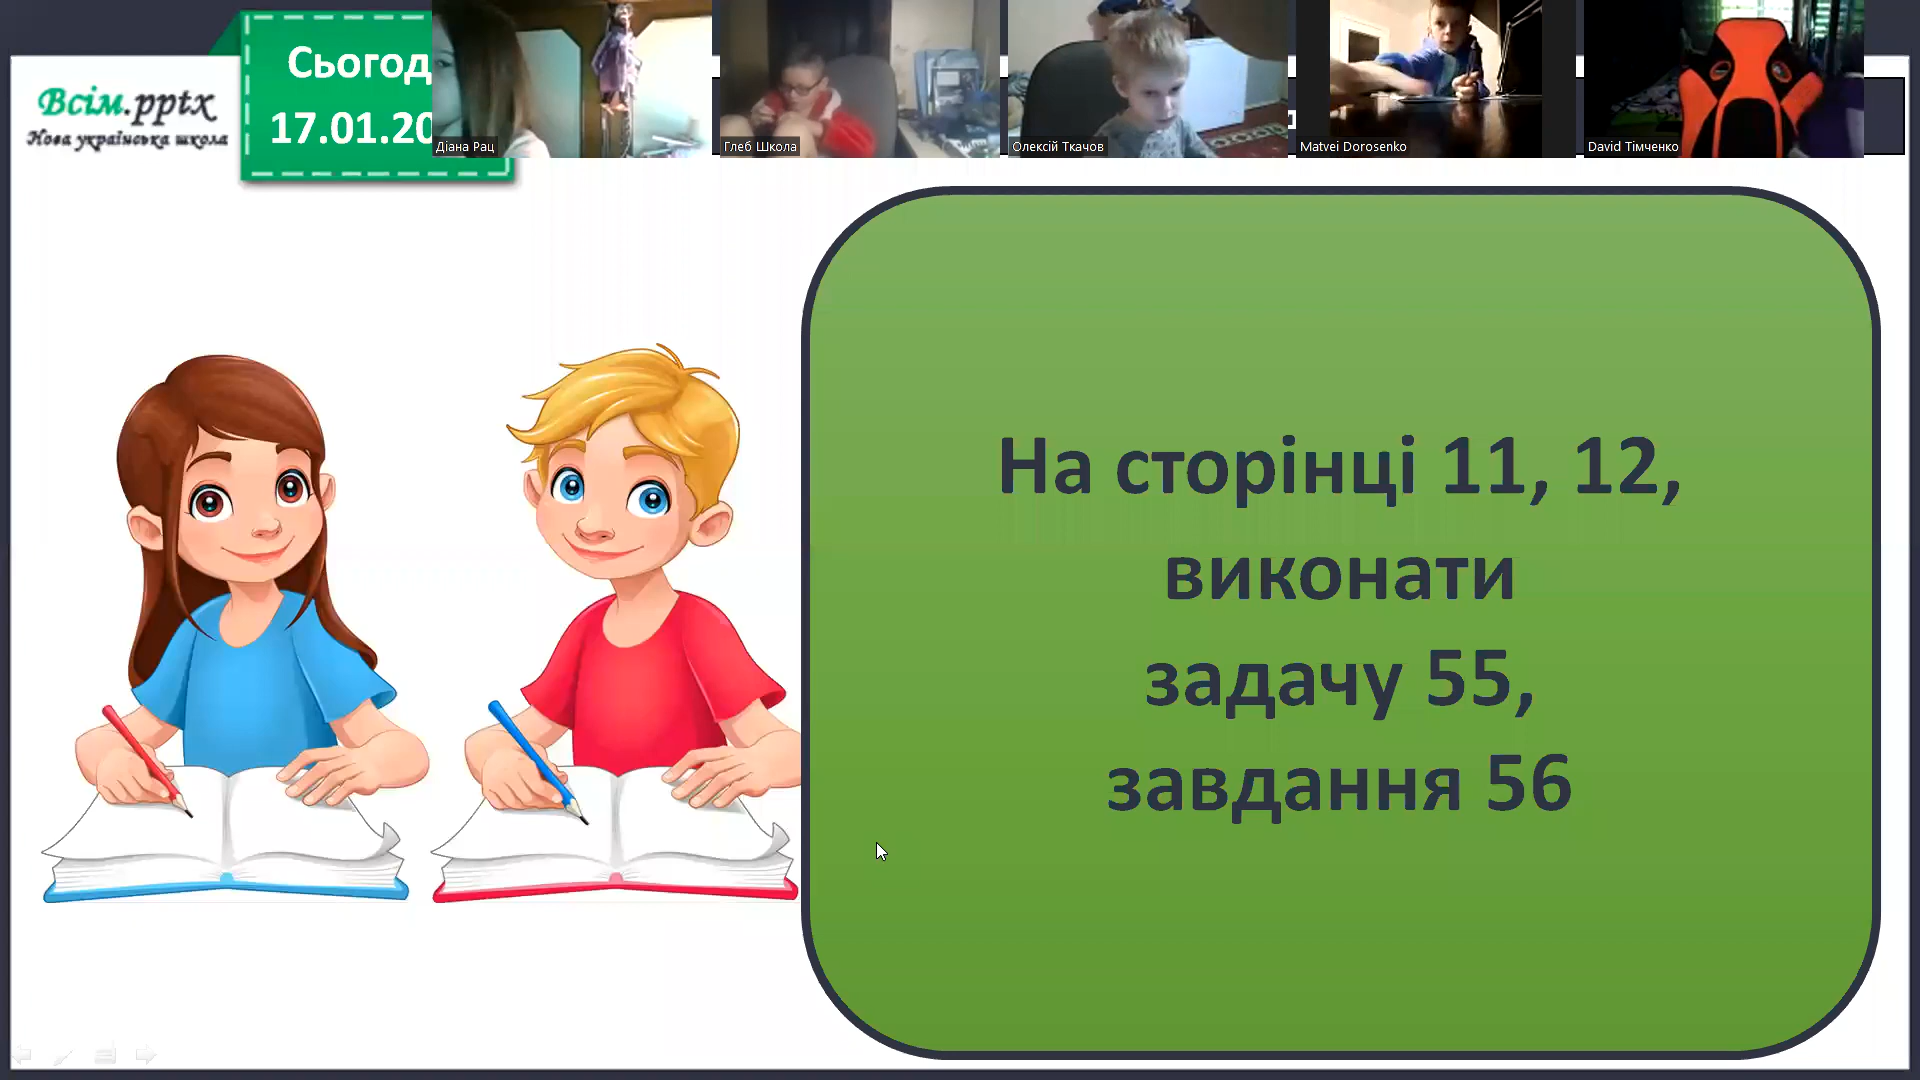 Всім.pptx
Нова українська школа
Сьогод
17.01.20
Діана Рац
Глеб Школа
Олексій Ткачов
Matvei Dorosenko
David Тімченко
На сторінці 11, 12,
виконати
задачу 55,
завдання 56